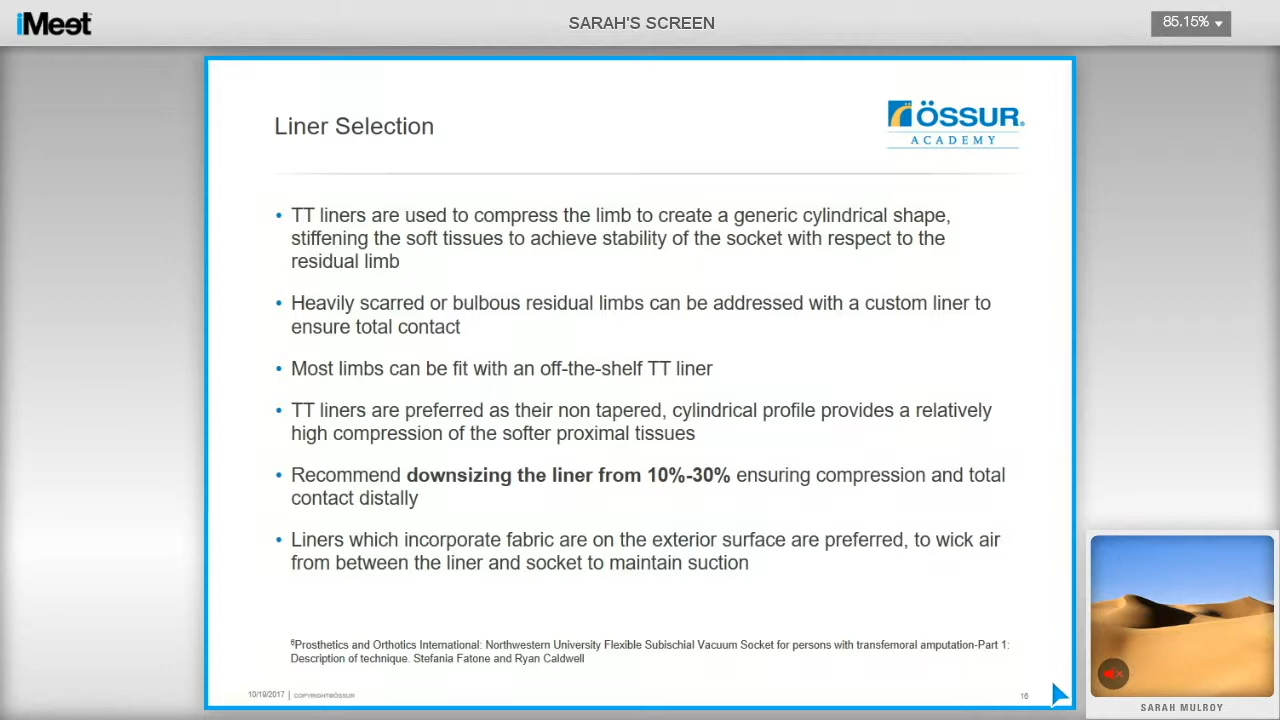 iMeet
SARAH'S SCREEN
85.15%
Liner Selection
ÖSSUR®
ACADEMY
• TT liners are used to compress the limb to create a generic cylindrical shape,
stiffening the soft tissues to achieve stability of the socket with respect to the
residual limb
• Heavily scarred or bulbous residual limbs can be addressed with a custom liner to
ensure total contact
• Most limbs can be fit with an off-the-shelf TT liner
• TT liners are preferred as their non tapered, cylindrical profile provides a relatively
high compression of the softer proximal tissues
• Recommend downsizing the liner from 10%-30% ensuring compression and total
contact distally
• Liners which incorporate fabric are on the exterior surface are preferred, to wick air
from between the liner and socket to maintain suction
⁶Prosthetics and Orthotics International: Northwestern University Flexible Subischial Vacuum Socket for persons with transfemoral amputation-Part 1:
Description of technique. Stefania Fatone and Ryan Caldwell
10/19/2017 | COPYRIGHT©ÖSSUR
16
SARAH MULROY